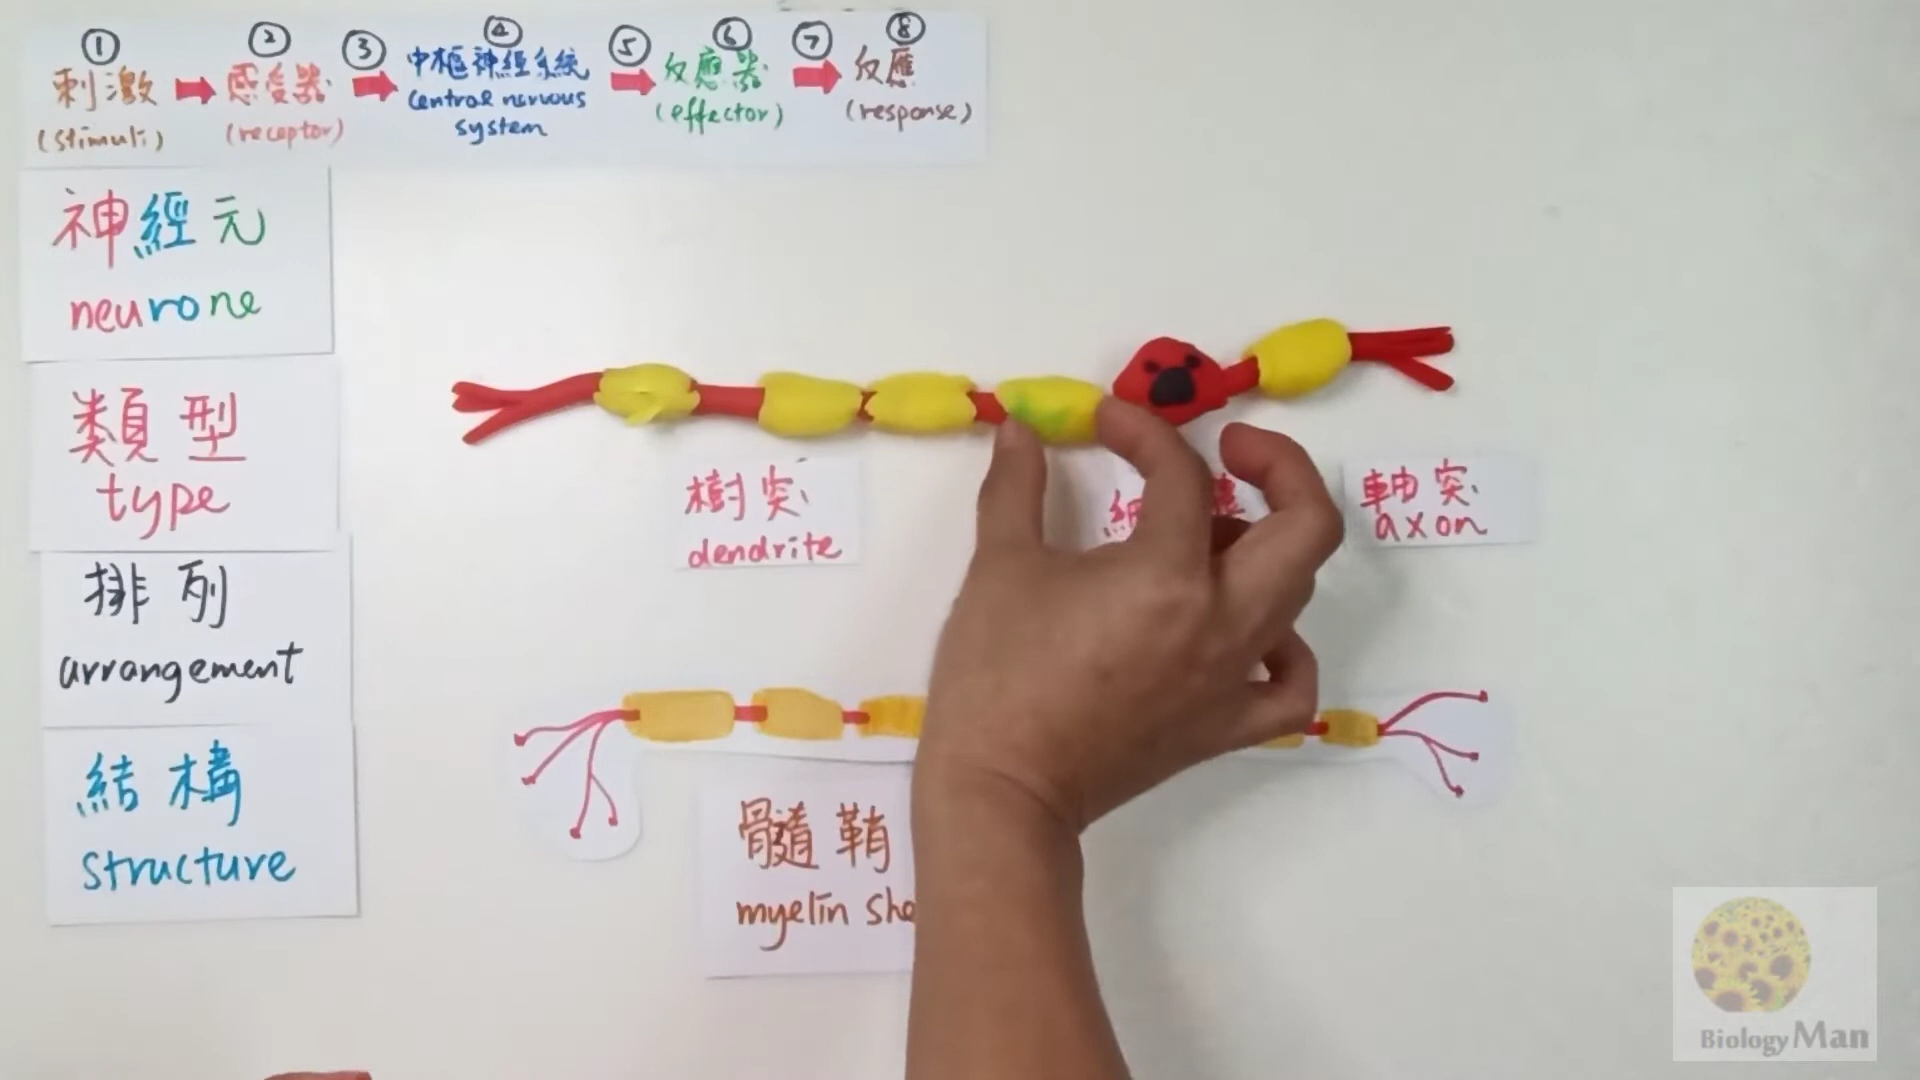 ① ② ③ ④ ⑤ ⑥ ⑦ ⑧
刺激 感受器 中樞神經系統 反應器 反應
(stimuli) (receptor) central nervous system (effector) (response)
神經元
neurone
類型
type
排列
arrangement
結構
structure
樹突
dendrite
軸突
axon
髓鞘
myelin
Biology Man